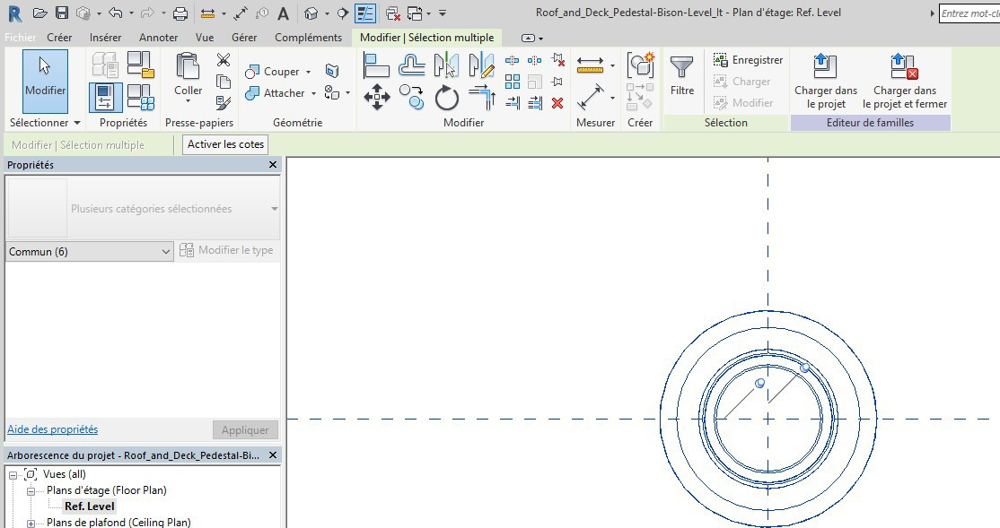 Roof_and_Deck_Pedestal-Bison-Level_It - Plan d'étage: Ref. Level
Entrez mot-cl
Fichier Créer Insérer Annoter Vue Gérer Compléments Modifier | Sélection multiple
Modifier
Coller
Couper
Attacher
Filtre
Enregistrer
Charger
Modifier
Charger dans
le projet
Charger dans
le projet et fermer
Sélectionner Propriétés Presse-papiers Géométrie Modifier Mesurer Créer Sélection Editeur de familles
Modifier | Sélection multiple Activer les cotes
Propriétés
Plusieurs catégories sélectionnées
Commun (6) Modifier le type
Aide des propriétés Appliquer
Arborescence du projet - Roof_and_Deck_Pedestal-Bi...
Vues (all)
Plans d'étage (Floor Plan)
Ref. Level
Plans de plafond (Ceiling Plan)